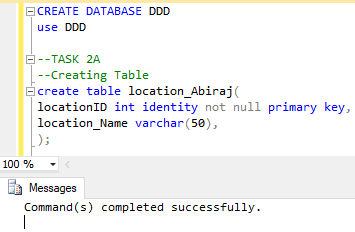 CREATE DATABASE DDD
use DDD
--TASK 2A
--Creating Table
create table location_Abiraj(
locationID int identity not null primary key,
location_Name varchar(50),
);
100 %
Messages
Command(s) completed successfully.